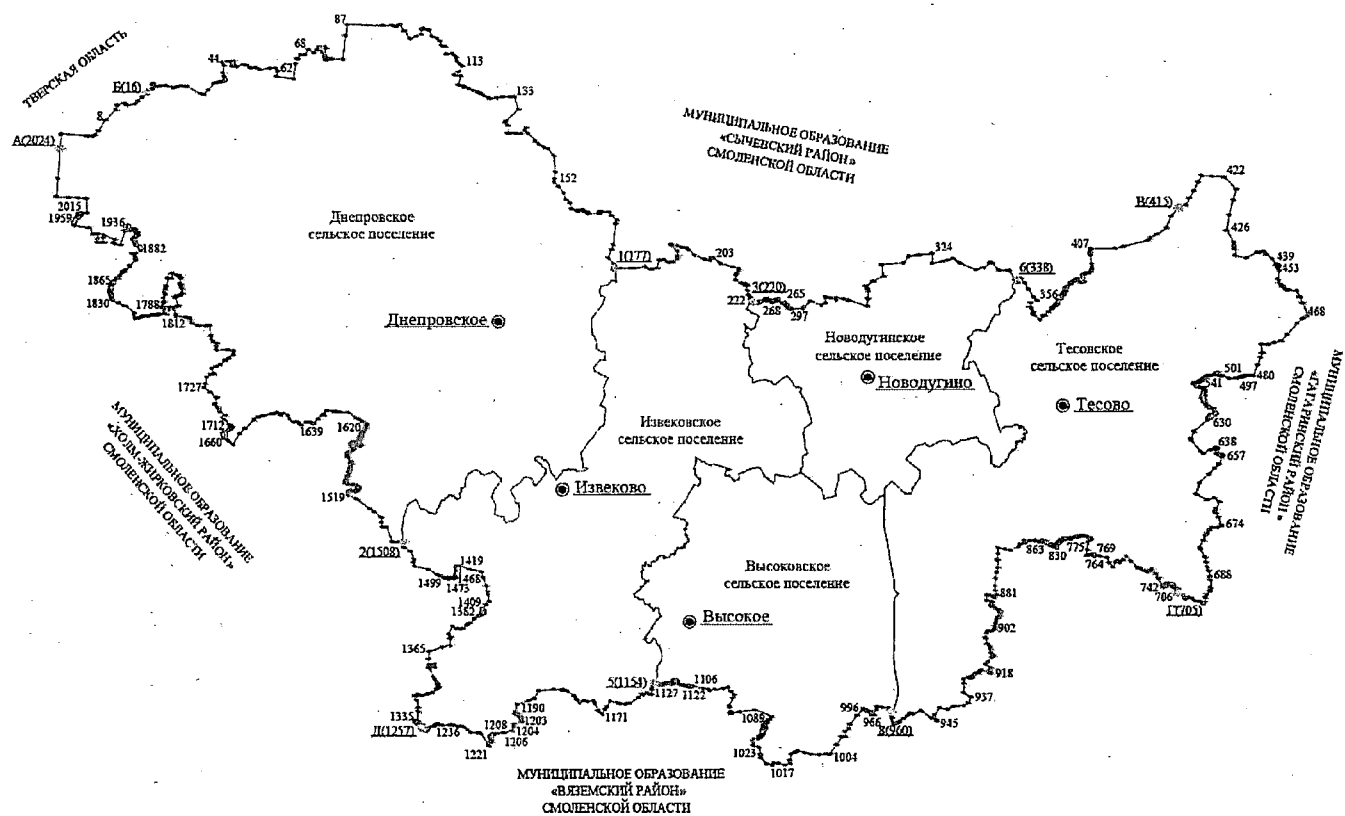 87
68
44
62
113
ТВЕРСКАЯ ОБЛАСТЬ
Б(16)
8
133
А(2024)
МУНИЦИПАЛЬНОЕ ОБРАЗОВАНИЕ
«СЫЧЕВСКИЙ РАЙОН»
СМОЛЕНСКОЙ ОБЛАСТИ
152
422
2015
1959
1936
1882
Днепровское
сельское поселение
В(415)
426
407
439
453
1(177)
203
324
6(338)
1865
1830
1788
1812
3(220)
222
268
265
297
356
468
Днепровское
Новодугинское
сельское поселение
Новодугино
Тесовское
сельское поселение
Тесово
501
480
497
541
МУНИЦИПАЛЬНОЕ ОБРАЗОВАНИЕ
«ГАГАРИНСКИЙ РАЙОН»
СМОЛЕНСКОЙ ОБЛАСТИ
1727
1712
1660
1639
1620
Извековское
сельское поселение
630
638
657
МУНИЦИПАЛЬНОЕ ОБРАЗОВАНИЕ
«ХОЛМ-ЖИРКОВСКИЙ РАЙОН»
СМОЛЕНСКОЙ ОБЛАСТИ
1519
Извеково
674
2(1508)
863
830
775
769
764
1419
1499
1473
1468
Высоковское
сельское поселение
742
706
688
Г(705)
1409
1382
881
Высокое
902
1365
918
5(1154)
1127
1122
1106
937
945
1335
Д(1257)
1236
1190
1203
1204
1208
1206
1221
1171
1089
996
966
8(960)
1023
1017
1004
МУНИЦИПАЛЬНОЕ ОБРАЗОВАНИЕ
«ВЯЗЕМСКИЙ РАЙОН»
СМОЛЕНСКОЙ ОБЛАСТИ